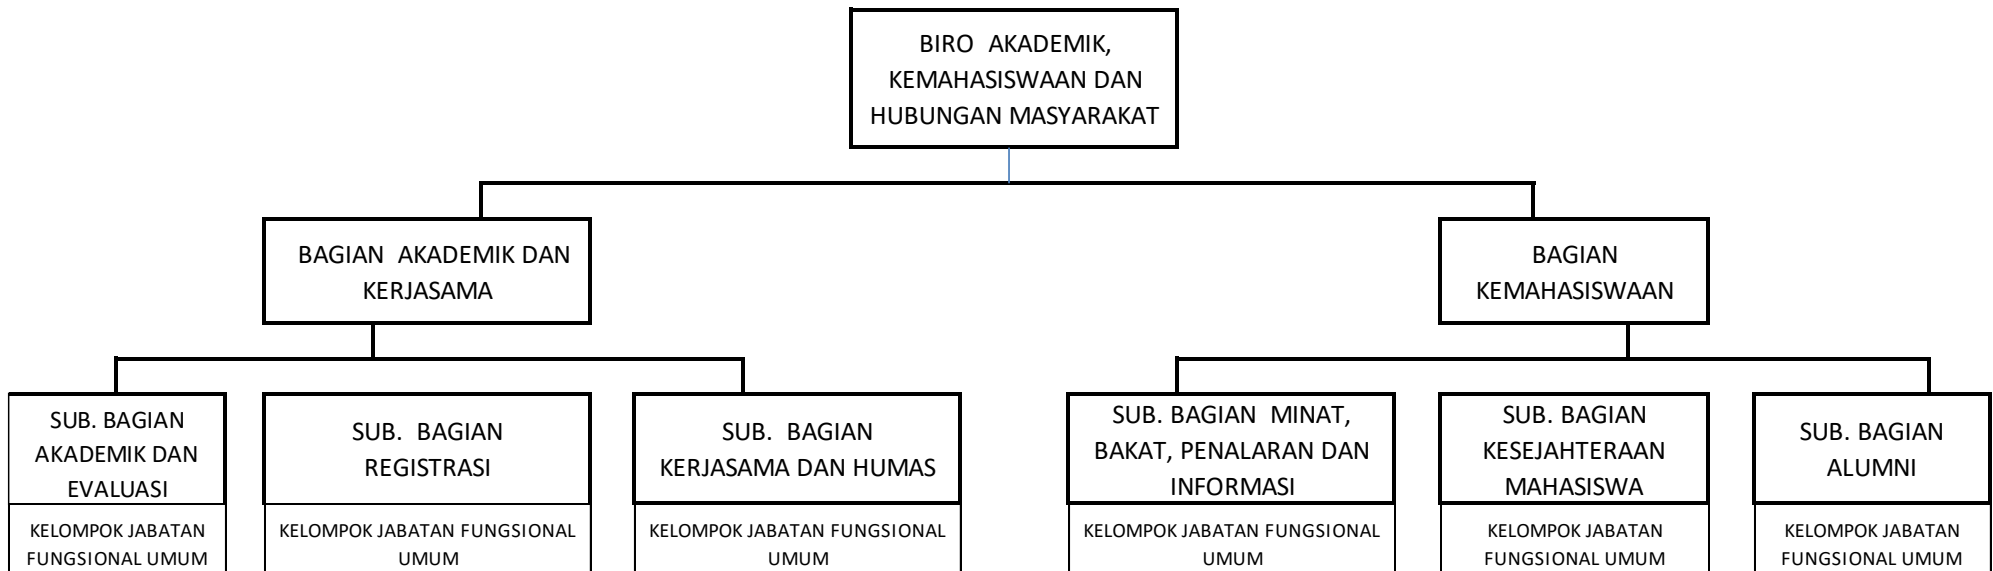 BIRO AKADEMIK,
KEMAHASISWAAN DAN
HUBUNGAN MASYARAKAT
BAGIAN AKADEMIK DAN
KERJASAMA
BAGIAN
KEMAHASISWAAN
SUB. BAGIAN
AKADEMIK DAN
EVALUASI
SUB. BAGIAN
REGISTRASI
SUB. BAGIAN
KERJASAMA DAN HUMAS
SUB. BAGIAN MINAT,
BAKAT, PENALARAN DAN
INFORMASI
SUB. BAGIAN
KESEJAHTERAAN
MAHASISWA
SUB. BAGIAN
ALUMNI
KELOMPOK JABATAN
FUNGSIONAL UMUM
KELOMPOK JABATAN FUNGSIONAL
UMUM
KELOMPOK JABATAN FUNGSIONAL
UMUM
KELOMPOK JABATAN FUNGSIONAL
UMUM
KELOMPOK JABATAN
FUNGSIONAL UMUM
KELOMPOK JABATAN
FUNGSIONAL UMUM